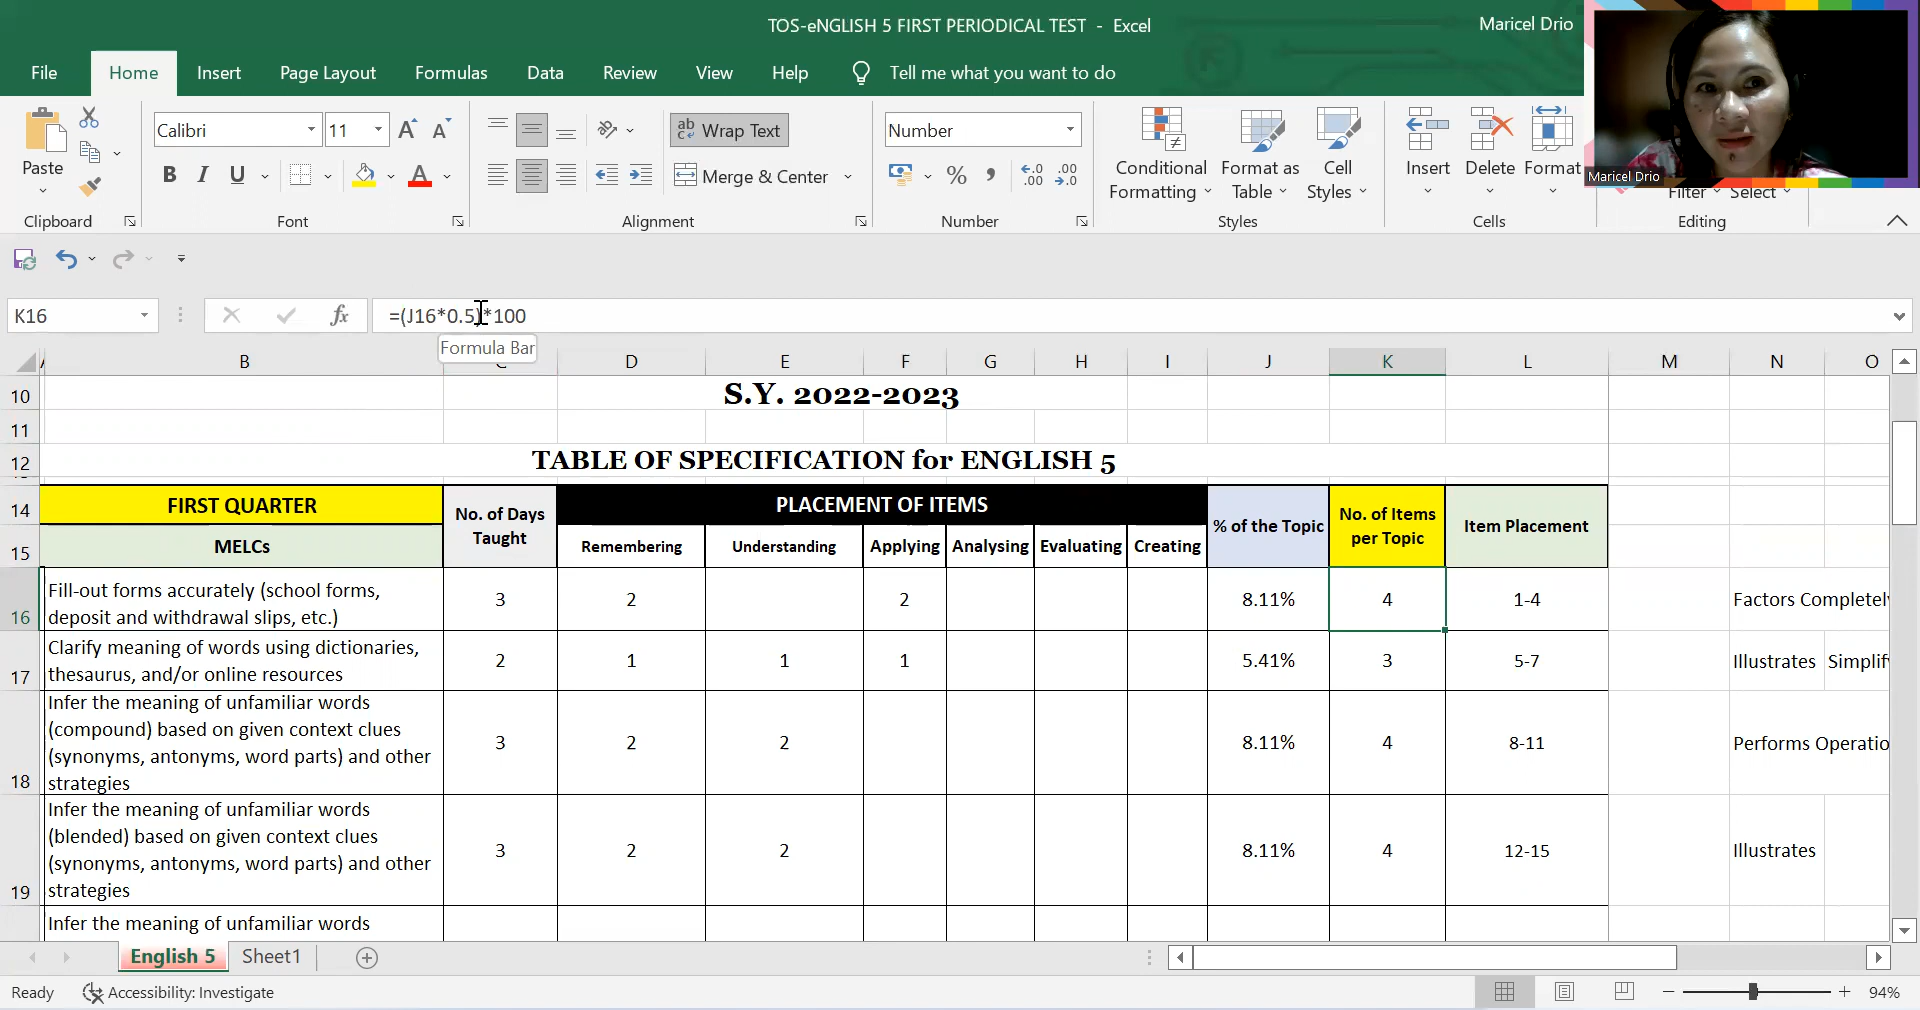 TOS-eNGLISH 5 FIRST PERIODICAL TEST - Excel
Maricel Drio
File Home Insert Page Layout Formulas Data Review View Help Tell me what you want to do
Maricel Drio
Paste
Clipboard
Calibri 11
B I U
Font
Wrap Text
Merge & Center
Alignment
Number
Number
Conditional Formatting
Format as Table
Cell Styles
Styles
Insert Delete Format
Cells
Filter Select
Editing
K16 fx =(J16*0.5)*100
Formula Bar
A B C D E F G H I J K L M N O
10 S.Y. 2022-2023
11
12 TABLE OF SPECIFICATION for ENGLISH 5
14 FIRST QUARTER No. of Days Taught PLACEMENT OF ITEMS % of the Topic No. of Items per Topic Item Placement
15 MELCs Remembering Understanding Applying Analysing Evaluating Creating
16 Fill-out forms accurately (school forms,
deposit and withdrawal slips, etc.) 3 2 2 8.11% 4 1-4 Factors Completel
17 Clarify meaning of words using dictionaries,
thesaurus, and/or online resources 2 1 1 1 5.41% 3 5-7 Illustrates Simplif
18 Infer the meaning of unfamiliar words
(compound) based on given context clues
(synonyms, antonyms, word parts) and other
strategies 3 2 2 8.11% 4 8-11 Performs Operatio
19 Infer the meaning of unfamiliar words
(blended) based on given context clues
(synonyms, antonyms, word parts) and other
strategies 3 2 2 8.11% 4 12-15 Illustrates
Infer the meaning of unfamiliar words
English 5 Sheet1
Ready Accessibility: Investigate 94%